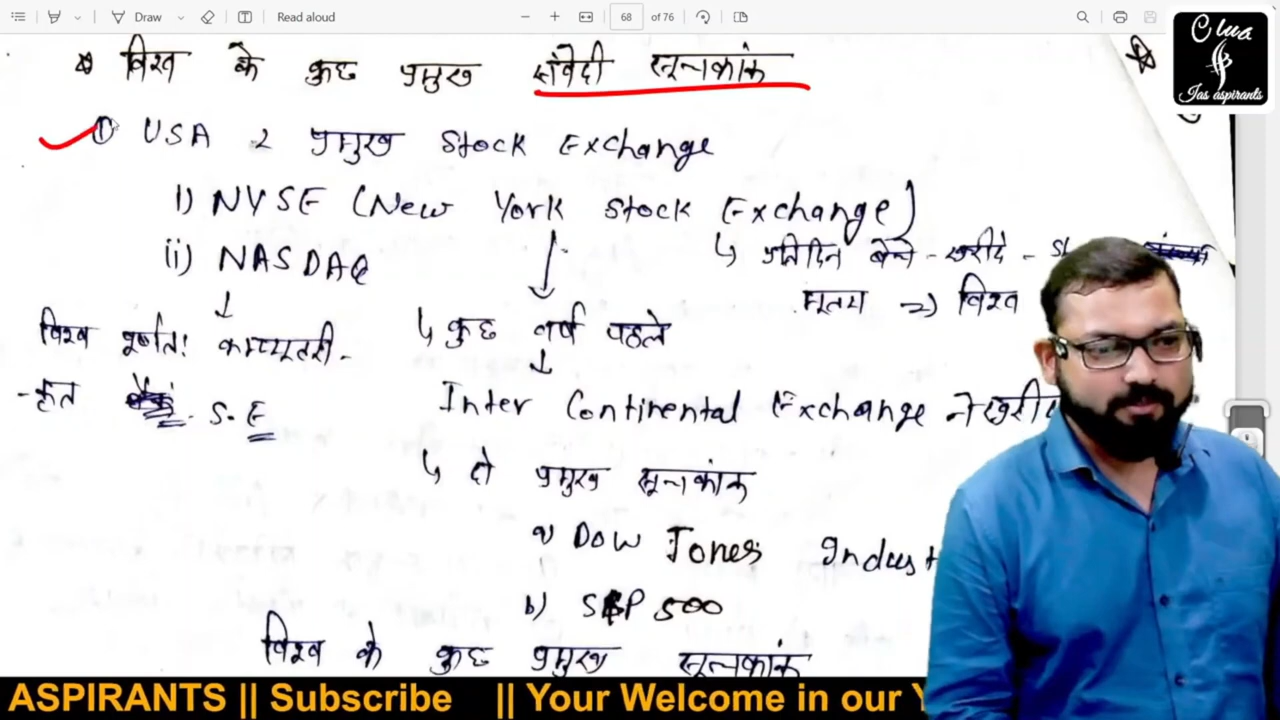 Draw
Read aloud
68 of 76
Clua
Ias aspirants
विश्व के कुछ प्रमुख संवेदी सूचकांक
① USA 2 प्रमुख Stock Exchange
i) NYSE (New York Stock Exchange)
ii) NASDAQ
↳ प्रतिदिन बेचे - खरीदे -
मूल्य => विश्व
विश्व पूर्णतः कम्प्यूटरी-
-कृत S.E
↳ कुछ वर्ष पहले
Inter Continental Exchange ने
↳ दो प्रमुख सूचकांक
a) Dow Jones
b) S&P 500
विश्व के कुछ प्रमुख सूचकांक
ASPIRANTS || Subscribe || Your Welcome in our Y